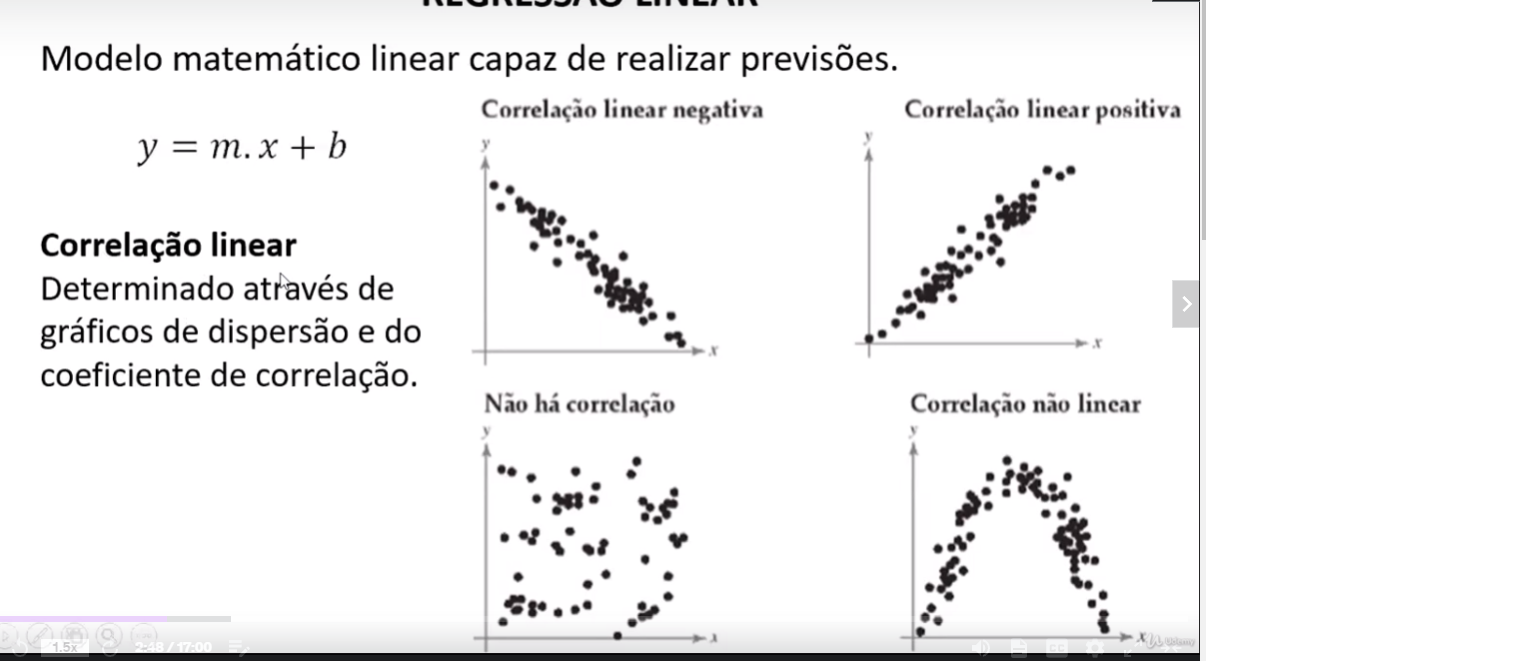 REGRESSÃO LINEAR
Modelo matemático linear capaz de realizar previsões.
y = m. x + b
Correlação linear
Determinado através de
gráficos de dispersão e do
coeficiente de correlação.
Correlação linear negativa
y
x
Correlação linear positiva
y
x
Não há correlação
y
x
Correlação não linear
y
x
1.5x
2:48 / 17:00
CC
Udemy